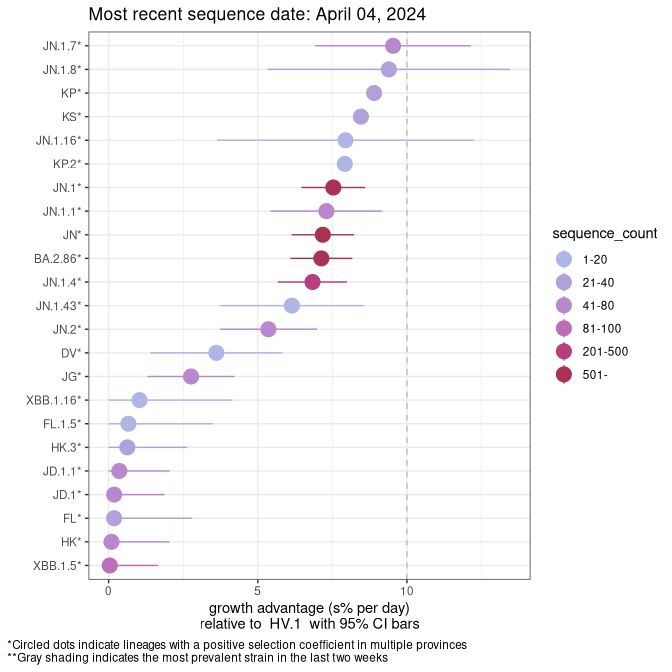 Most recent sequence date: April 04, 2024
JN.1.7*
JN.1.8*
KP*
KS*
JN.1.16*
KP.2*
JN.1*
JN.1.1*
JN*
BA.2.86*
JN.1.4*
JN.1.43*
JN.2*
DV*
JG*
XBB.1.16*
FL.1.5*
HK.3*
JD.1.1*
JD.1*
FL*
HK*
XBB.1.5*
0 5 10
growth advantage (s% per day)
relative to HV.1 with 95% CI bars
sequence_count
1-20
21-40
41-80
81-100
201-500
501-
*Circled dots indicate lineages with a positive selection coefficient in multiple provinces
**Gray shading indicates the most prevalent strain in the last two weeks